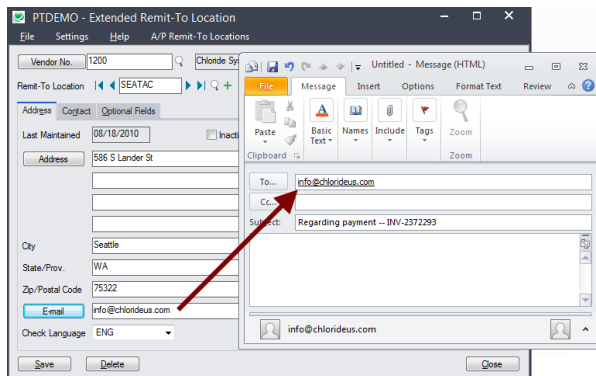 PTDEMO - Extended Remit-To Location
File Settings Help A/P Remit-To Locations
Vendor No. 1200 Chloride Sys
Remit-To Location SEATAC
Address Contact Optional Fields
Last Maintained 08/18/2010 Inacti
Address 586 S Lander St
City Seattle
State/Prov. WA
Zip/Postal Code 75322
E-mail info@chlorideus.com
Check Language ENG
Save Delete Close
Untitled - Message (HTML)
File Message Insert Options Format Text Review
Paste Basic Text Names Include Tags Zoom
Clipboard Zoom
To... info@chlorideus.com
Cc...
Subject: Regarding payment -- INV-2372293
info@chlorideus.com